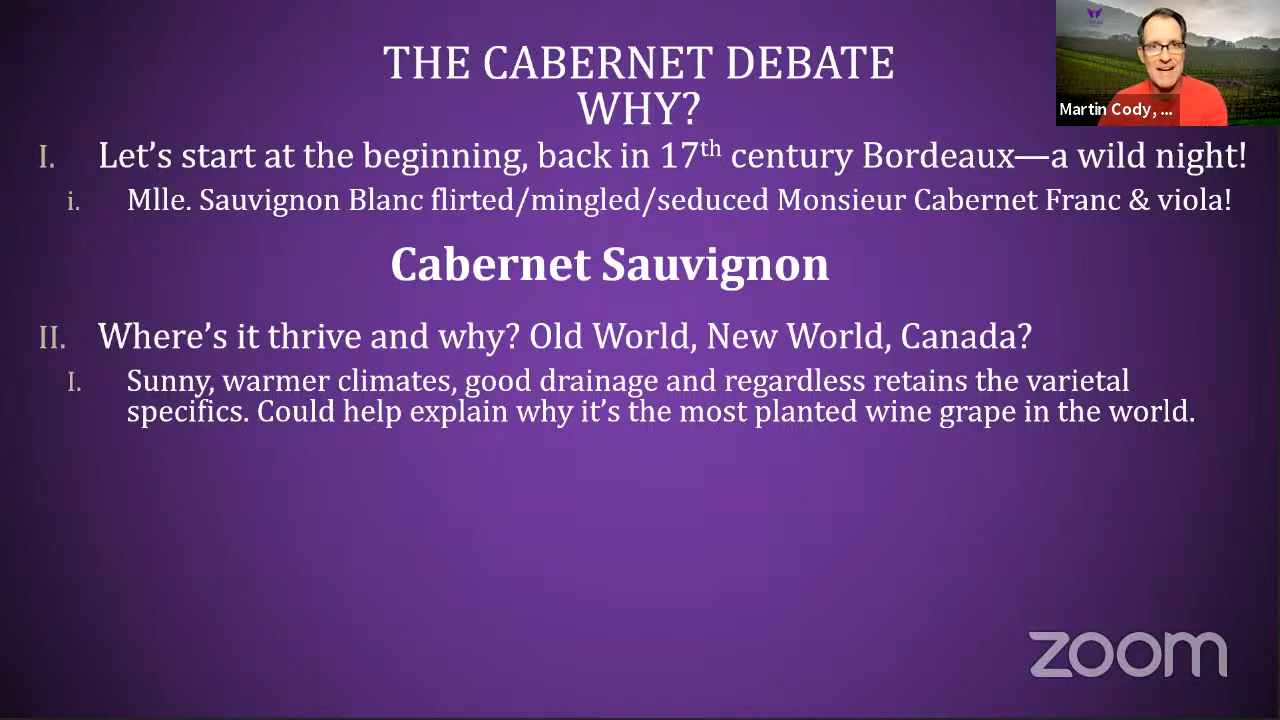 THE CABERNET DEBATE
WHY?
Martin Cody, ...
I. Let’s start at the beginning, back in 17th century Bordeaux—a wild night!
i. Mlle. Sauvignon Blanc flirted/mingled/seduced Monsieur Cabernet Franc & viola!
Cabernet Sauvignon
II. Where’s it thrive and why? Old World, New World, Canada?
I. Sunny, warmer climates, good drainage and regardless retains the varietal
specifics. Could help explain why it’s the most planted wine grape in the world.
zoom